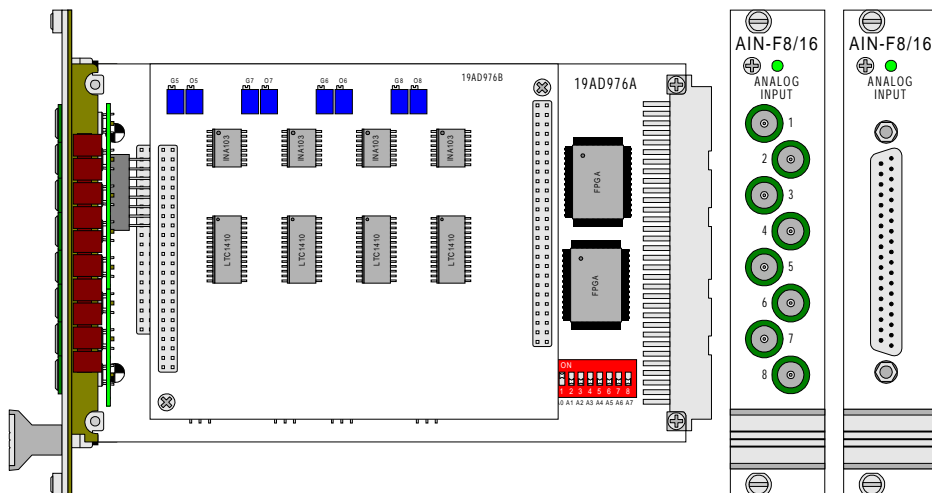 G5 O5 G7 O7 G6 O6 G8 O8
19AD976B
19AD976A
INA103 INA103 INA103 INA103
LTC1410 LTC1410 LTC1410 LTC1410
FPGA
FPGA
ON
1 2 3 4 5 6 7 8
A0 A1 A2 A3 A4 A5 A6 A7
AIN-F8/16
ANALOG
INPUT
1
2
3
4
5
6
7
8
AIN-F8/16
ANALOG
INPUT